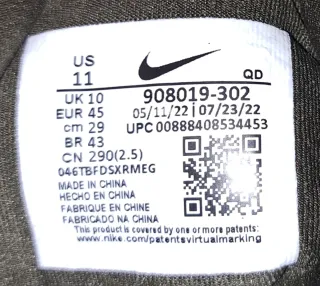 US
11
QD
UK 10
908019-302
EUR 45
05/11/22 | 07/23/22
cm 29
UPC 00888408534453
BR 43
CN 290(2.5)
046TBFDSXRMEG
MADE IN CHINA
HECHO EN CHINA
FABRIQUE EN CHINE
FABRICADO NA CHINA
This product is covered by one or more patents:
www.nike.com/patentsvirtualmarking